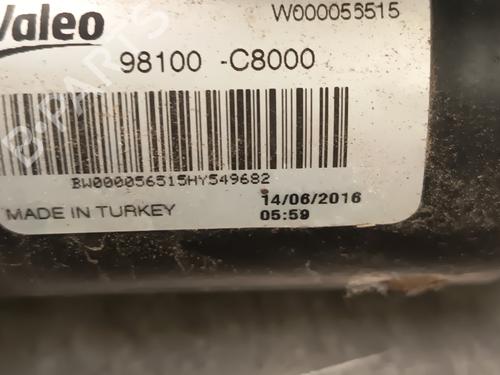 Valeo
W000056515
98100 -C8000
BW000056515HY549682
MADE IN TURKEY
14/06/2016
05:59
B-PARTS